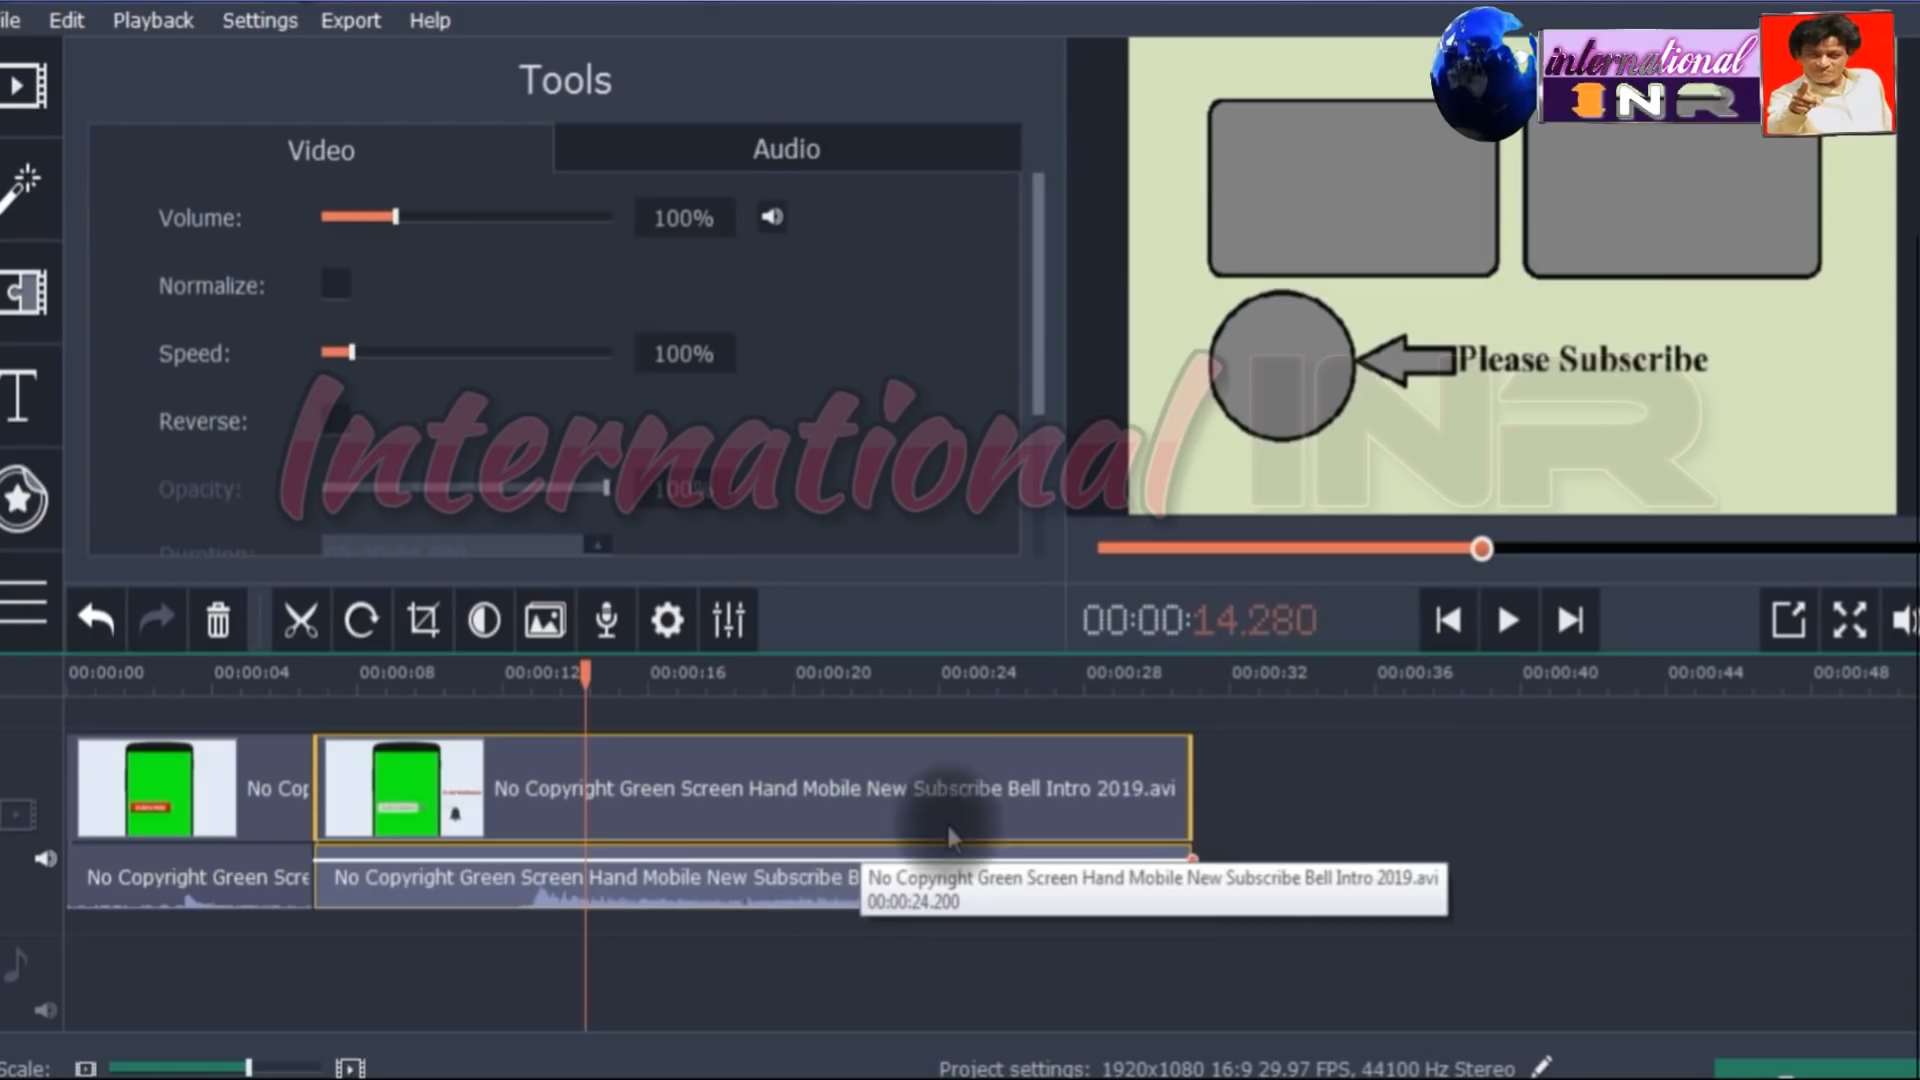 ile Edit Playback Settings Export Help
international
INR
Tools
Video Audio
Volume: 100%
Normalize:
Speed: 100%
Reverse:
Opacity: 100%
Duration:
Please Subscribe
International INR
00:00:14.280
00:00:00 00:00:04 00:00:08 00:00:12 00:00:16 00:00:20 00:00:24 00:00:28 00:00:32 00:00:36 00:00:40 00:00:44 00:00:48
No Cop
No Copyright Green Screen Hand Mobile New Subscribe Bell Intro 2019.avi
No Copyright Green Scre
No Copyright Green Screen Hand Mobile New Subscribe B
No Copyright Green Screen Hand Mobile New Subscribe Bell Intro 2019.avi
00:00:24.200
Scale:
Project settings: 1920x1080 16:9 29.97 FPS, 44100 Hz Stereo